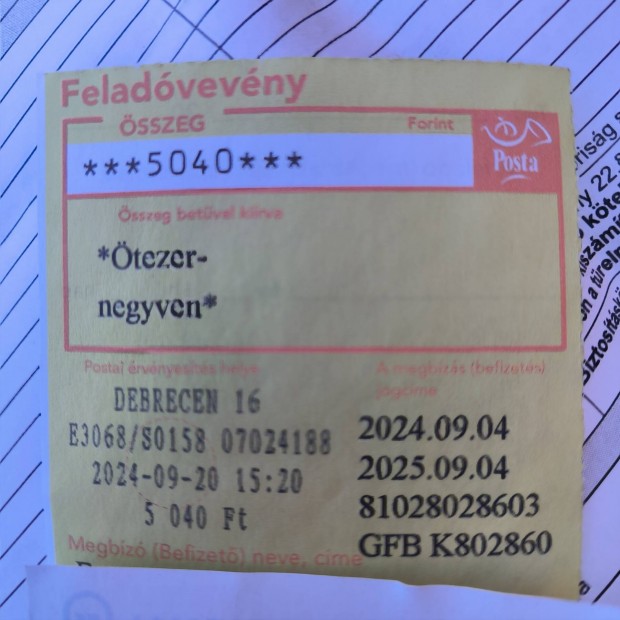 Feladóvevény
ÖSSZEG
Forint
***5040***
Posta
Összeg betűvel kiírva
*Ötezer-
negyven*
Postai érvényesítés helye
DEBRECEN 16
E3068/S0158 07024188
2024-09-20 15:20
5 040 Ft
A megbízás (befizetés)
jogcíme
2024.09.04
2025.09.04
81028028603
GFB K802860
Megbízó (Befizető) neve, címe